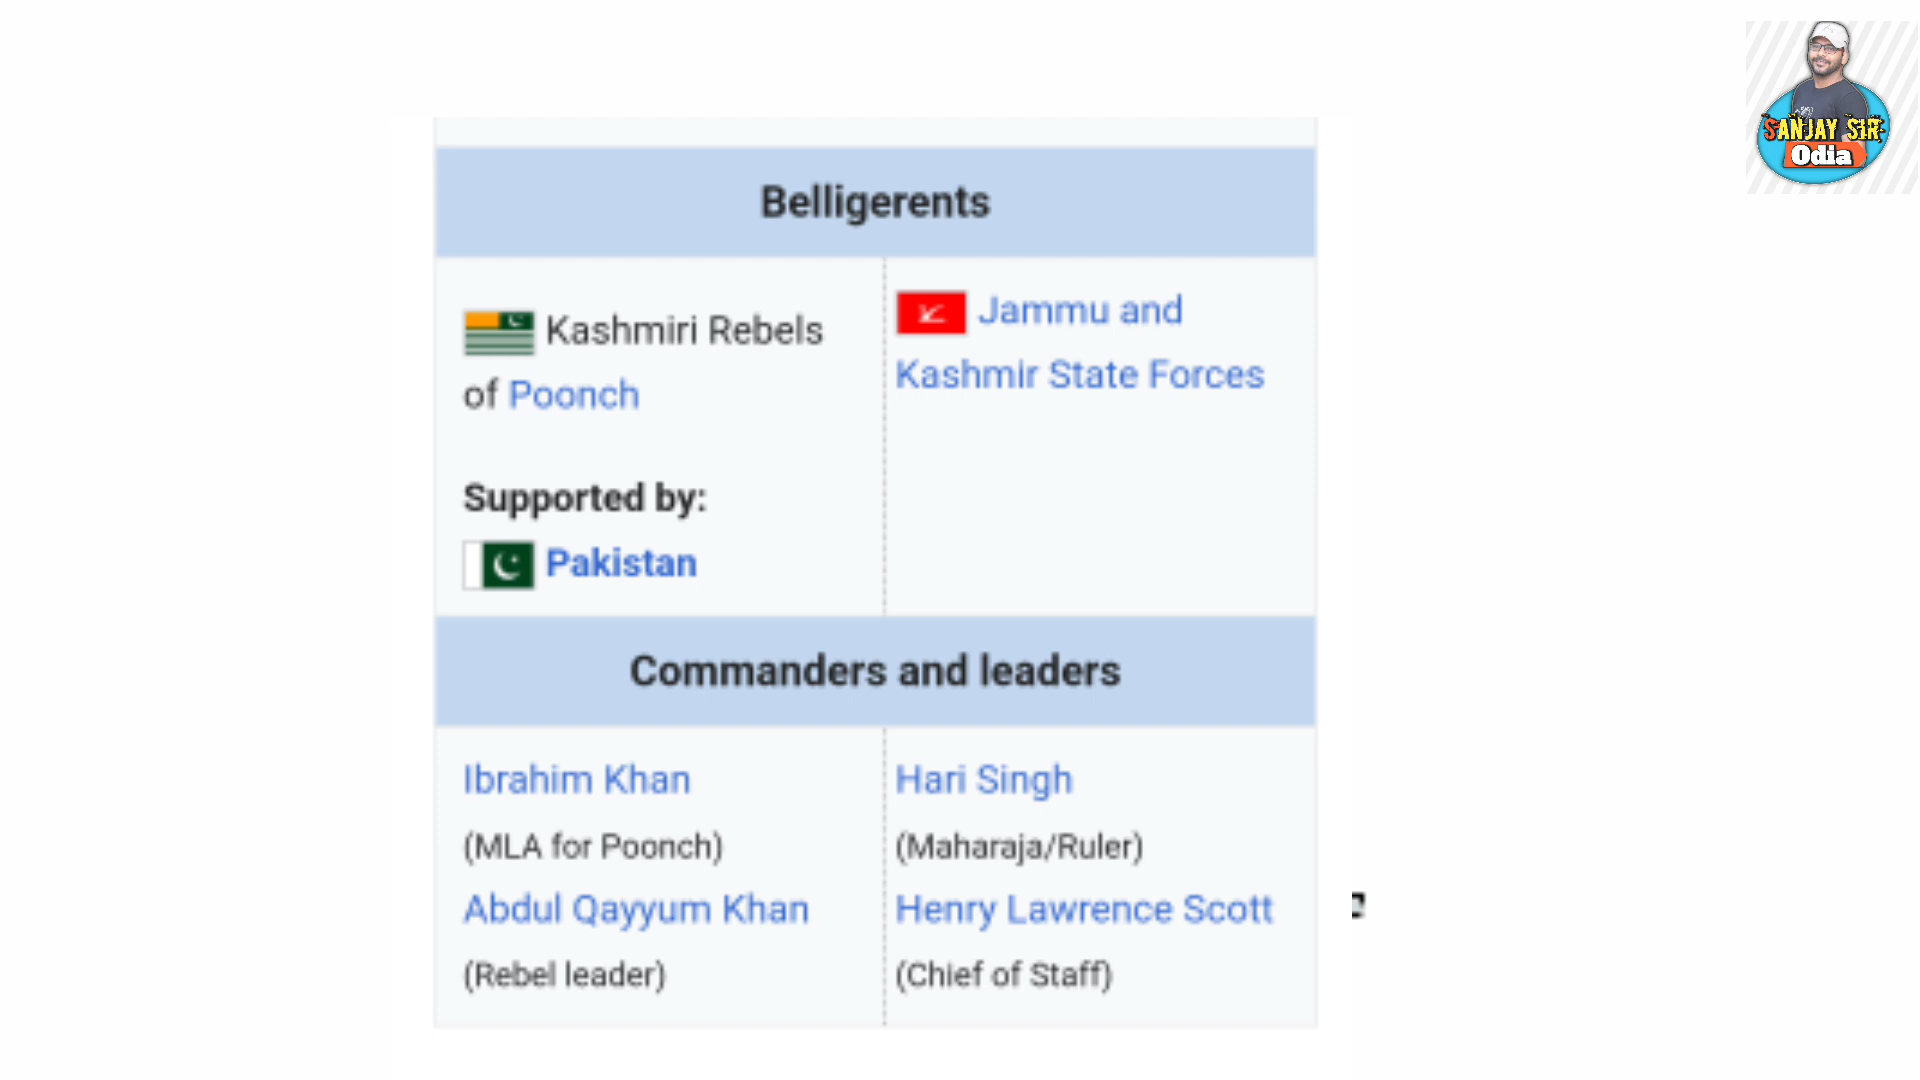 SANJAY SIR
Odia
Belligerents
Kashmiri Rebels
of Poonch
Supported by:
Pakistan
Jammu and
Kashmir State Forces
Commanders and leaders
Ibrahim Khan
(MLA for Poonch)
Abdul Qayyum Khan
(Rebel leader)
Hari Singh
(Maharaja/Ruler)
Henry Lawrence Scott
(Chief of Staff)